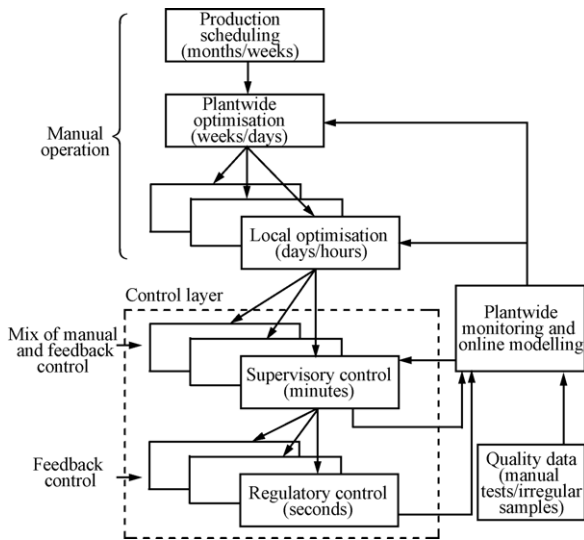 Production
scheduling
(months/weeks)
Plantwide
optimisation
(weeks/days)
Manual
operation
Local optimisation
(days/hours)
Control layer
Mix of manual
and feedback
control
Plantwide
monitoring and
online modelling
Supervisory control
(minutes)
Feedback
control
Regulatory control
(seconds)
Quality data
(manual
tests/irregular
samples)